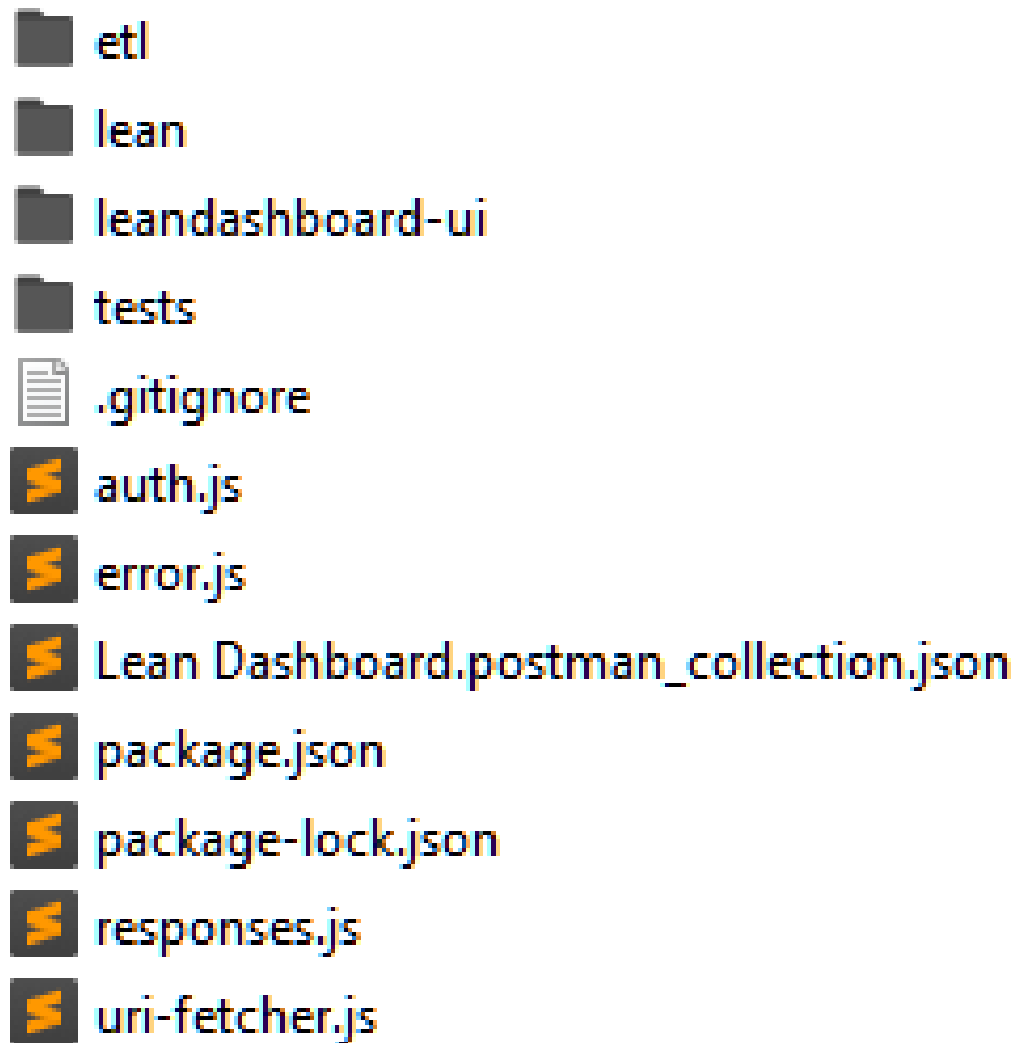 etl
lean
leandashboard-ui
tests
.gitignore
auth.js
error.js
Lean Dashboard.postman_collection.json
package.json
package-lock.json
responses.js
uri-fetcher.js